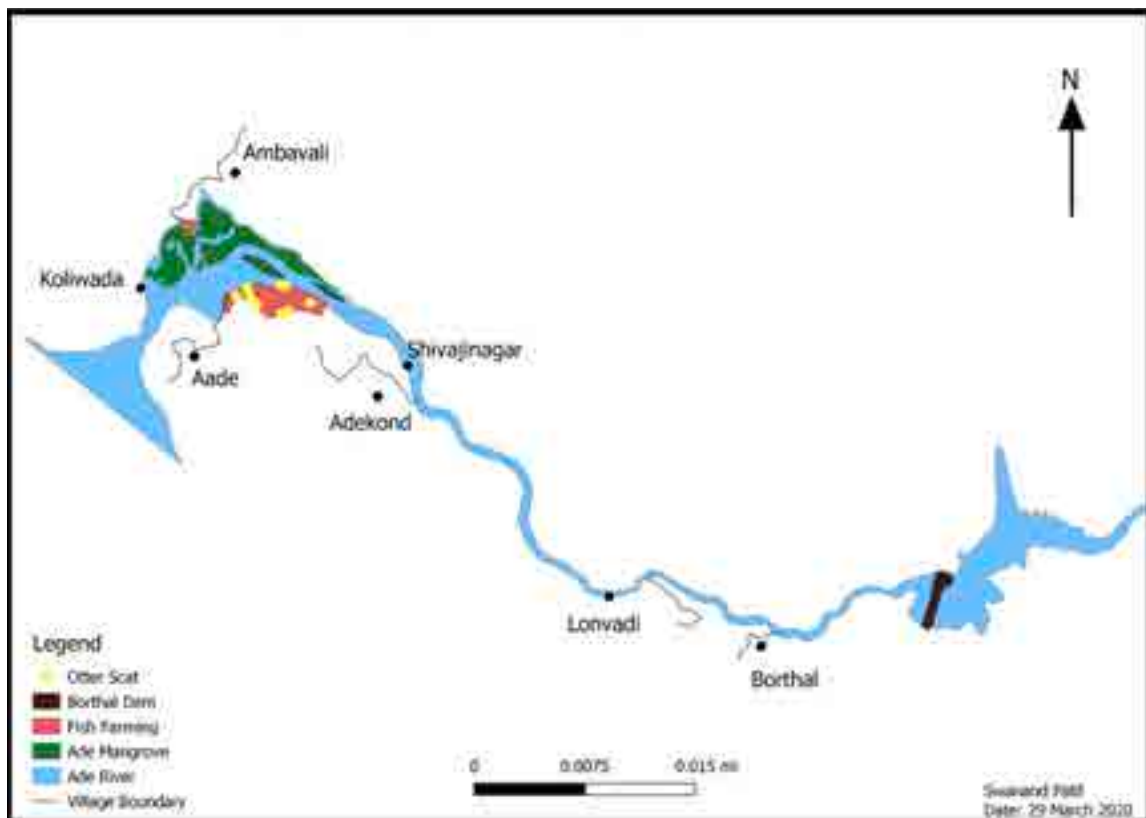 N
Ambavali
Koliwada
Shivajinagar
Aade
Adekond
Lonvadi
Borthal
Legend
Otter Scat
Borthal Dem
Fish Farming
Ade Mangrove
Ade River
Village Boundary
0 0.0075 0.015 mi
Swanand Patil
Date: 29 March 2020